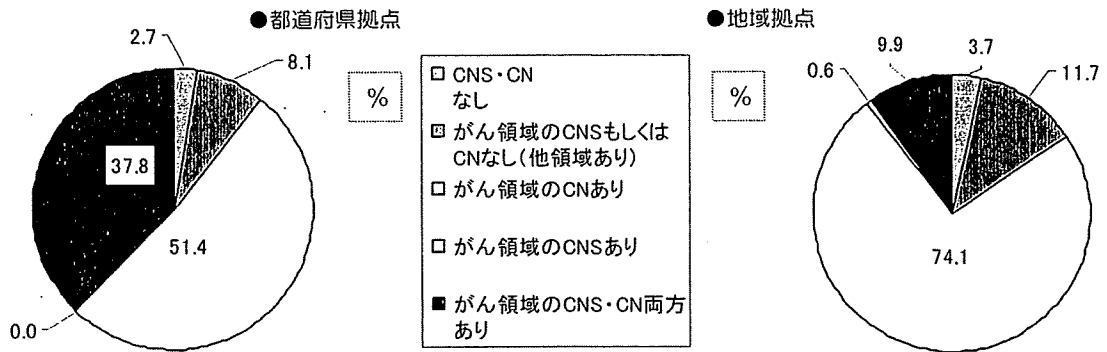 ●都道府県拠点
2.7
8.1
37.8
51.4
0.0
%
□ CNS・CN
なし
がん領域のCNSもしくは
CNなし(他領域あり)
□ がん領域のCNあり
□ がん領域のCNSあり
■ がん領域のCNS・CN両方
あり
●地域拠点
%
0.6
9.9
3.7
11.7
74.1